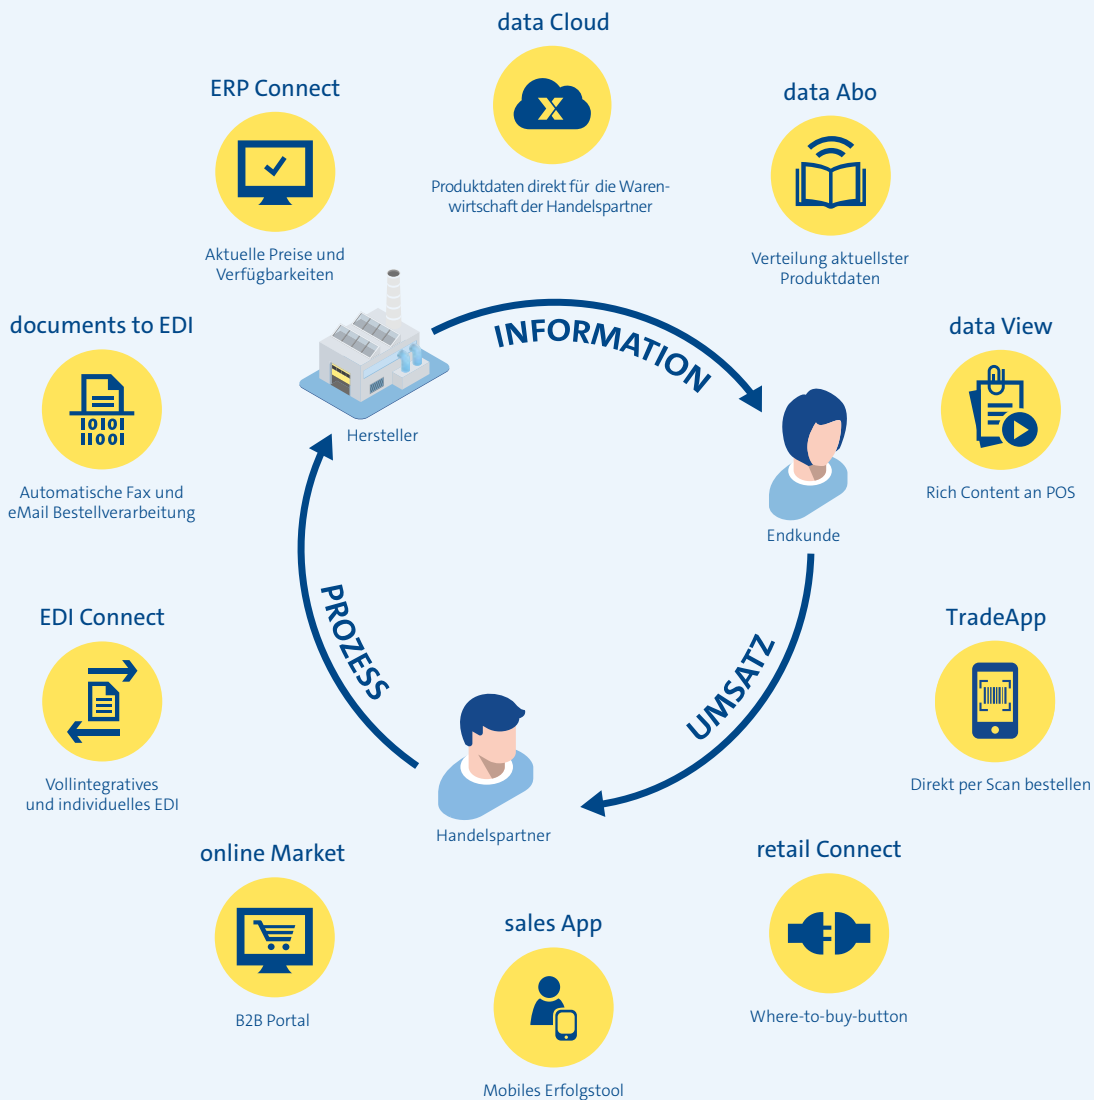 data Cloud
Produktdaten direkt für die Waren-
wirtschaft der Handelspartner
ERP Connect
Aktuelle Preise und
Verfügbarkeiten
data Abo
Verteilung aktuellster
Produktdaten
documents to EDI
10101
11001
Automatische Fax und
eMail Bestellverarbeitung
data View
Rich Content an POS
INFORMATION
Hersteller
Endkunde
EDI Connect
Vollintegratives
und individuelles EDI
TradeApp
Direkt per Scan bestellen
PROZESS
UMSATZ
Handelspartner
online Market
B2B Portal
sales App
Mobiles Erfolgstool
retail Connect
Where-to-buy-button